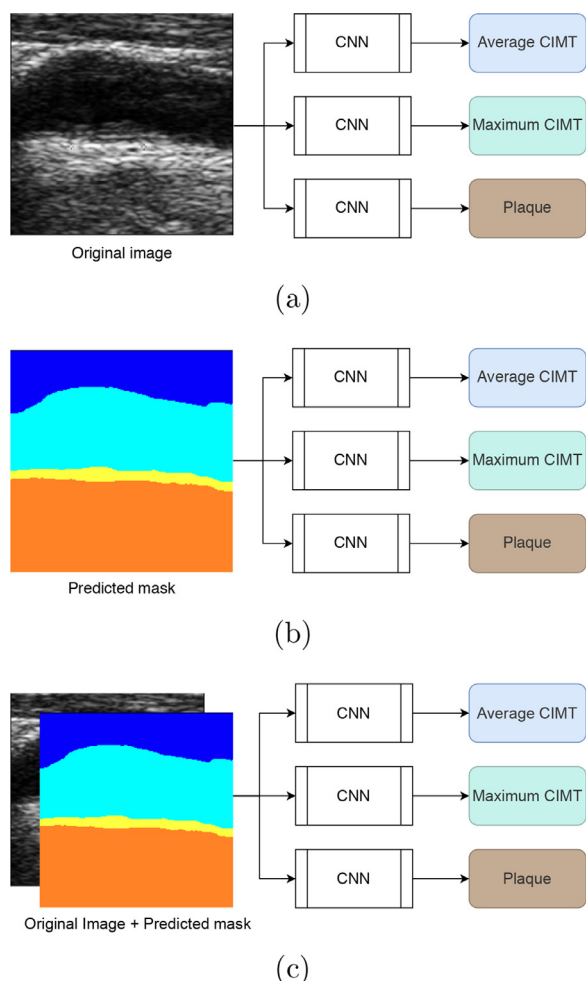 CNN
Average CIMT
CNN
Maximum CIMT
CNN
Plaque
Original image
(a)
CNN
Average CIMT
CNN
Maximum CIMT
CNN
Plaque
Predicted mask
(b)
CNN
Average CIMT
CNN
Maximum CIMT
CNN
Plaque
Original Image + Predicted mask
(c)